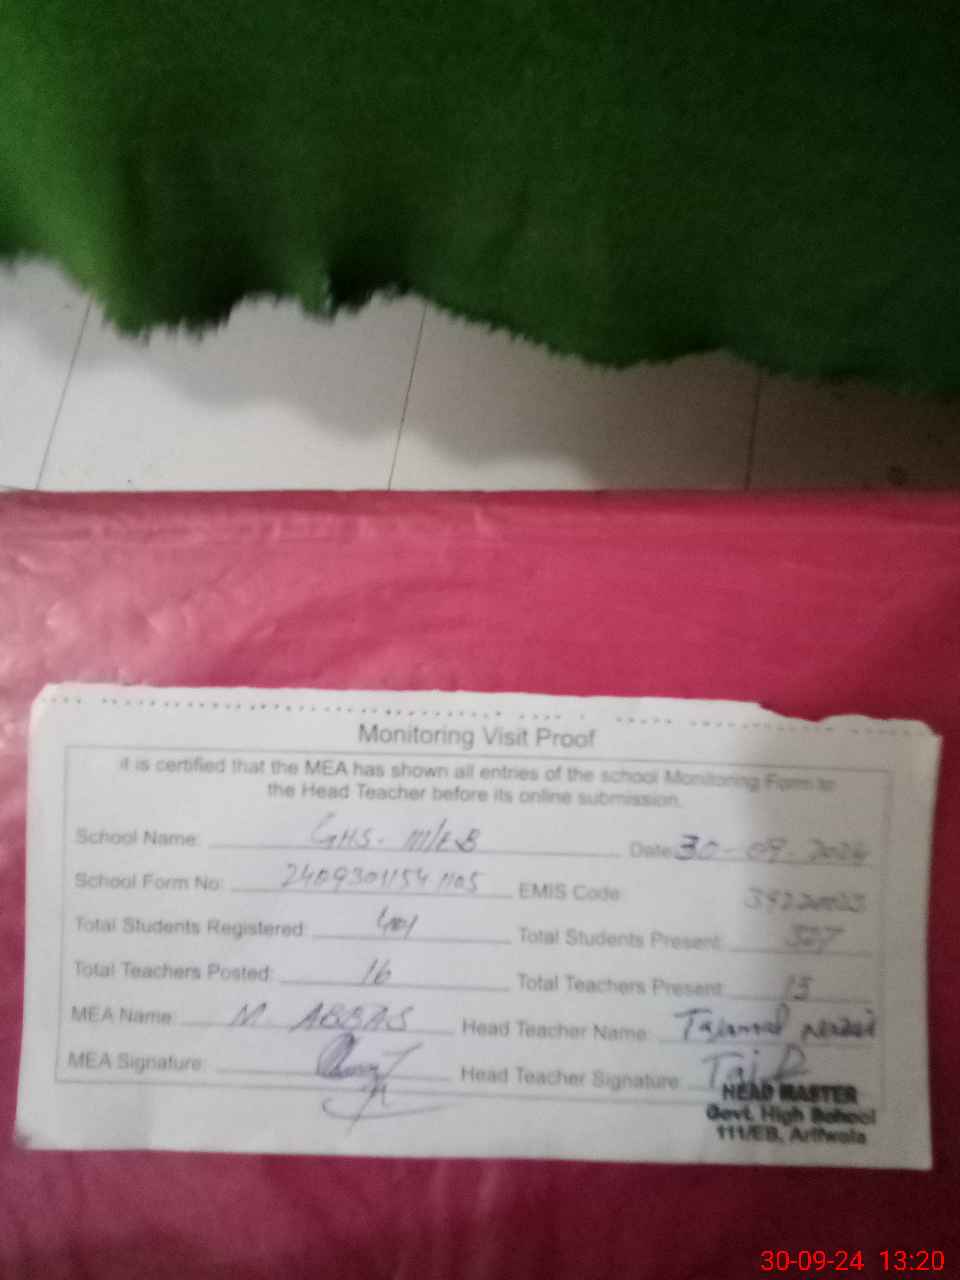 Monitoring Visit Proof
it is certified that the MEA has shown all entries of the school Monitoring Form to
the Head Teacher before its online submission.
School Name: GHS. 111/EB Date: 30-09-2024
School Form No: EMIS Code:
Total Students Registered: 401 Total Students Present:
Total Teachers Posted: 16 Total Teachers Present: 15
MEA Name: M. ABBAS Head Teacher Name:
MEA Signature: Head Teacher Signature:
HEAD MASTER
Govt. High School
111/EB, Arifwala
30-09-24 13:20